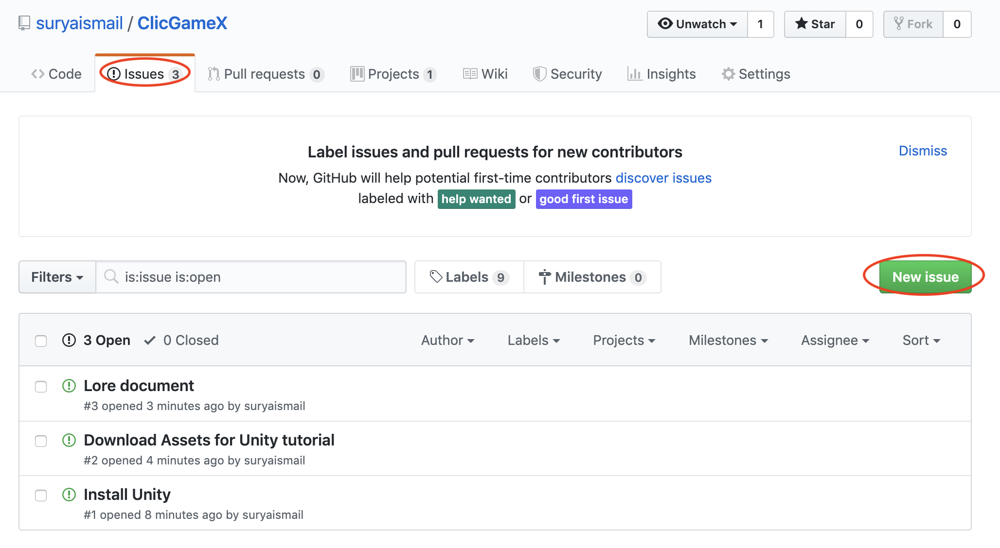 suryaismail / ClicGameX
Unwatch 1
Star 0
Fork 0
Code
Issues 3
Pull requests 0
Projects 1
Wiki
Security
Insights
Settings
Label issues and pull requests for new contributors
Dismiss
Now, GitHub will help potential first-time contributors discover issues
labeled with help wanted or good first issue
Filters
is:issue is:open
Labels 9
Milestones 0
New issue
3 Open
0 Closed
Author
Labels
Projects
Milestones
Assignee
Sort
Lore document
#3 opened 3 minutes ago by suryaismail
Download Assets for Unity tutorial
#2 opened 4 minutes ago by suryaismail
Install Unity
#1 opened 8 minutes ago by suryaismail